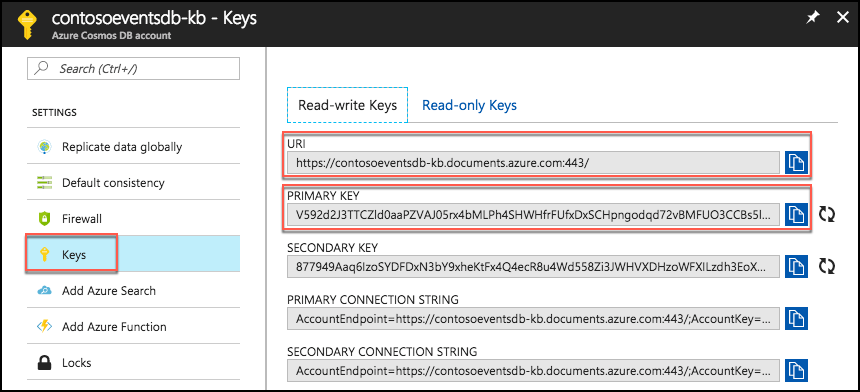 contosoeventsdb-kb - Keys
Azure Cosmos DB account
Search (Ctrl+/)
SETTINGS
Replicate data globally
Default consistency
Firewall
Keys
Add Azure Search
Add Azure Function
Locks
Read-write Keys
Read-only Keys
URI
https://contosoeventsdb-kb.documents.azure.com:443/
PRIMARY KEY
V592d2J3TTCZld0aaPZVAJ05rx4bMLPh4SHWHfrFUfxDxSCHpngodqd72vBMFUO3CCBs5l...
SECONDARY KEY
877949Aaq6IzoSYDFDxN3bY9xheKtFx4Q4ecR8u4Wd558Zi3JWHVXDHzoWFXILzdh3EoX...
PRIMARY CONNECTION STRING
AccountEndpoint=https://contosoeventsdb-kb.documents.azure.com:443/;AccountKey=...
SECONDARY CONNECTION STRING
AccountEndpoint=https://contosoeventsdb-kb.documents.azure.com:443/;AccountKey=...